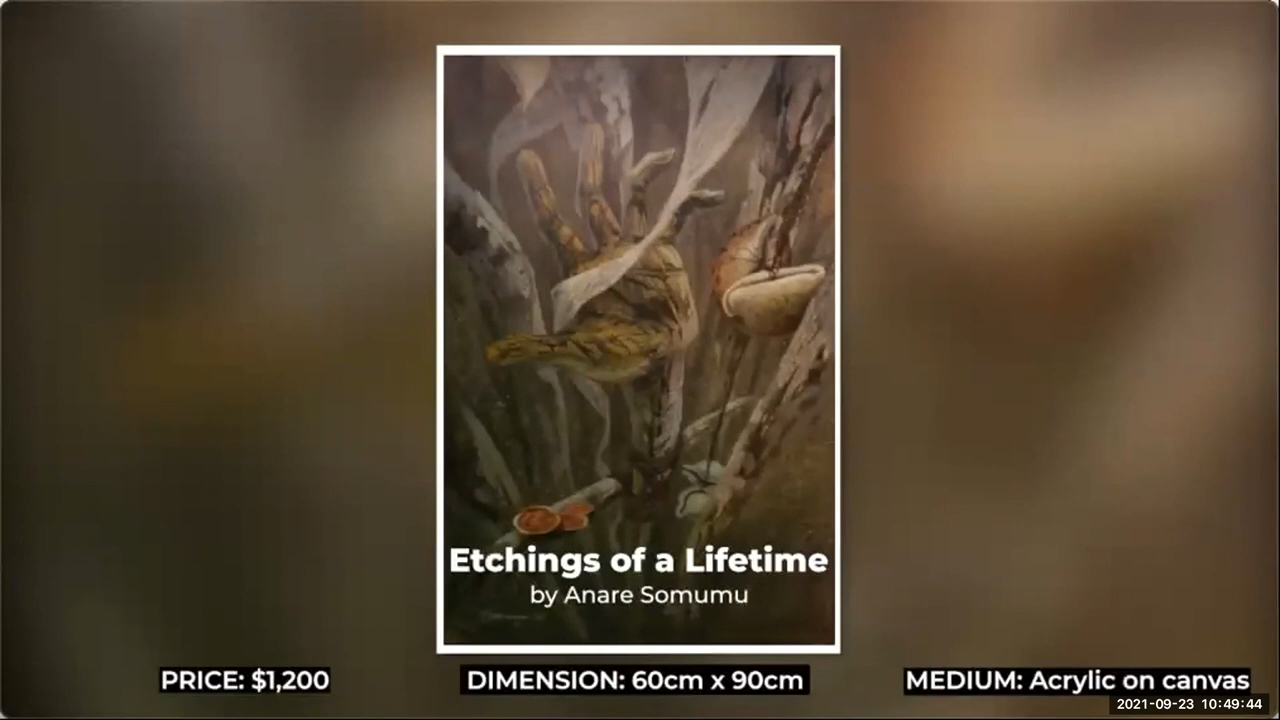 Etchings of a Lifetime
by Anare Somumu
PRICE: $1,200
DIMENSION: 60cm x 90cm
MEDIUM: Acrylic on canvas
2021-09-23 10:49:44